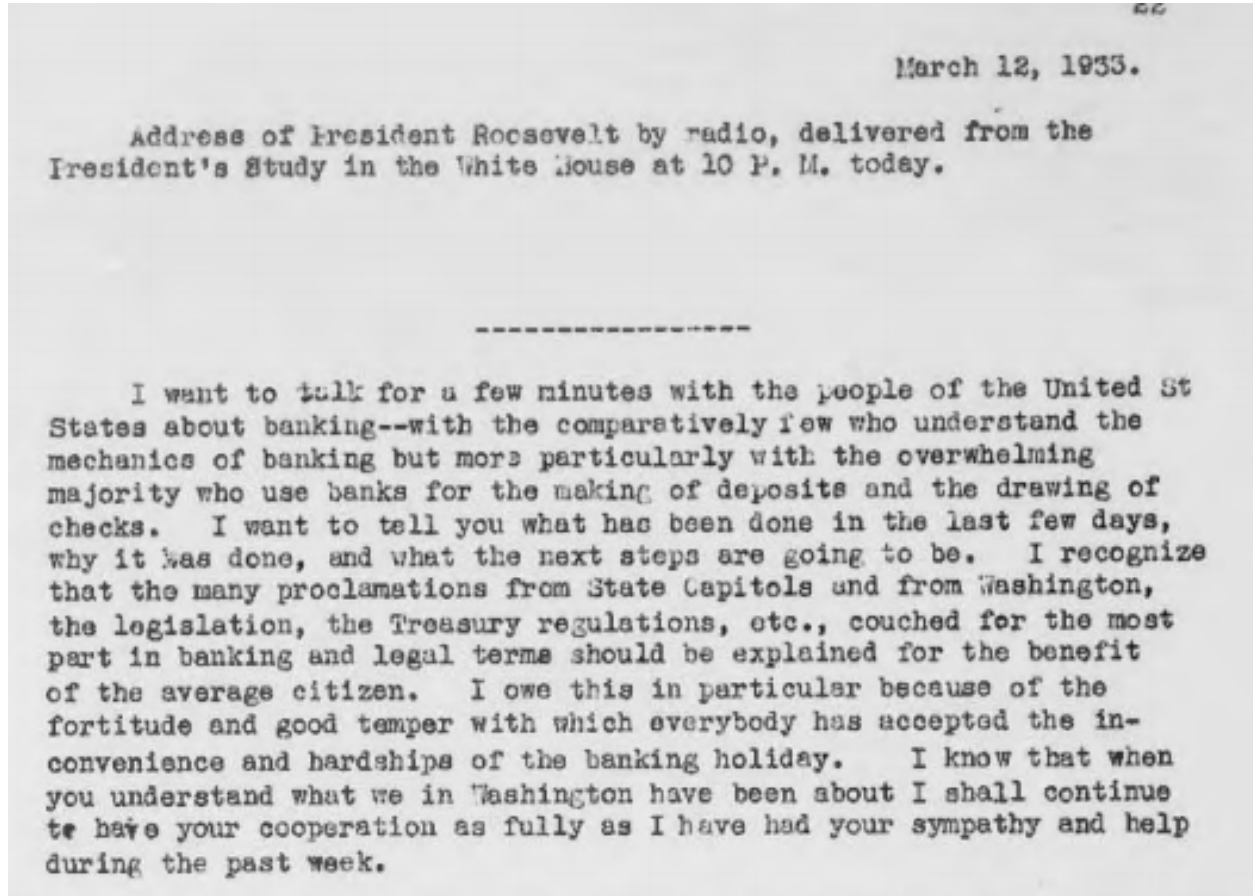 March 12, 1933.
Address of President Roosevelt by radio, delivered from the
President's Study in the White House at 10 P. M. today.
-----------------
I want to talk for a few minutes with the people of the United St
States about banking--with the comparatively few who understand the
mechanics of banking but more particularly with the overwhelming
majority who use banks for the making of deposits and the drawing of
checks. I want to tell you what has been done in the last few days,
why it was done, and what the next steps are going to be. I recognize
that the many proclamations from State Capitols and from Washington,
the legislation, the Treasury regulations, etc., couched for the most
part in banking and legal terms should be explained for the benefit
of the average citizen. I owe this in particular because of the
fortitude and good temper with which everybody has accepted the in-
convenience and hardships of the banking holiday. I know that when
you understand what we in Washington have been about I shall continue
to have your cooperation as fully as I have had your sympathy and help
during the past week.